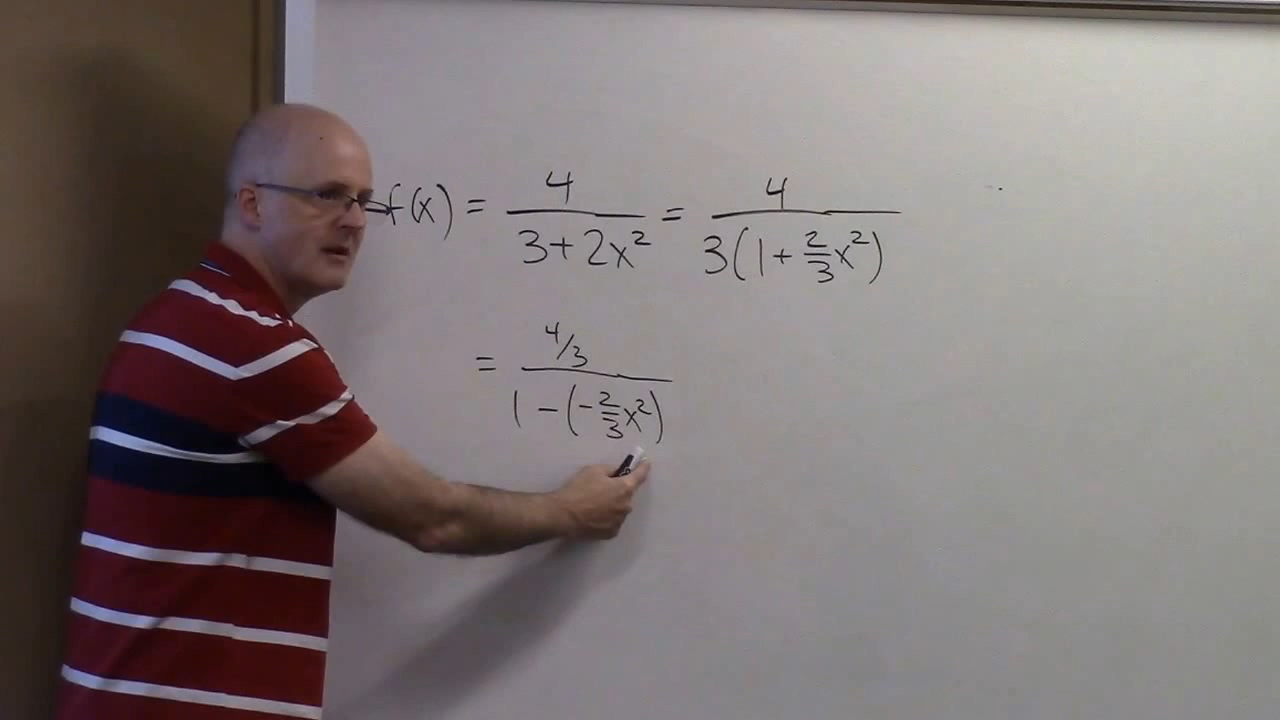 f(x) = 4/(3+2x²) = 4/(3(1+2/3x²))
= 4/3/(1-(-2/3x²))